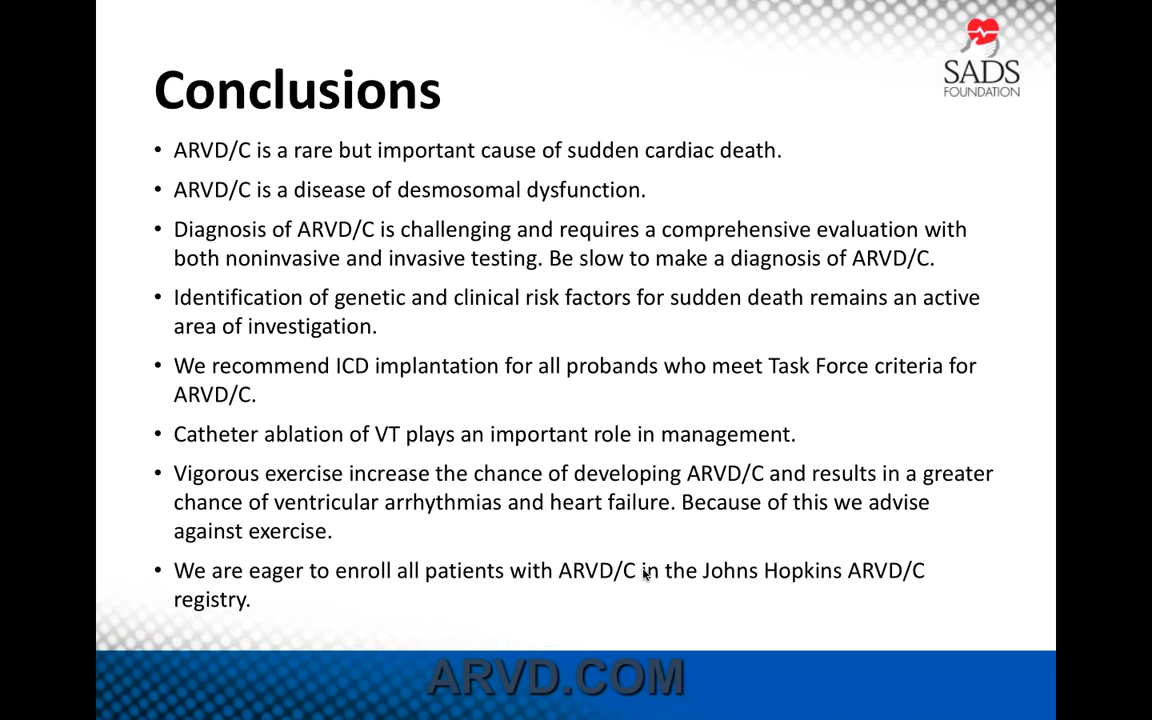 SADS
FOUNDATION
Conclusions
• ARVD/C is a rare but important cause of sudden cardiac death.
• ARVD/C is a disease of desmosomal dysfunction.
• Diagnosis of ARVD/C is challenging and requires a comprehensive evaluation with
both noninvasive and invasive testing. Be slow to make a diagnosis of ARVD/C.
• Identification of genetic and clinical risk factors for sudden death remains an active
area of investigation.
• We recommend ICD implantation for all probands who meet Task Force criteria for
ARVD/C.
• Catheter ablation of VT plays an important role in management.
• Vigorous exercise increase the chance of developing ARVD/C and results in a greater
chance of ventricular arrhythmias and heart failure. Because of this we advise
against exercise.
• We are eager to enroll all patients with ARVD/C in the Johns Hopkins ARVD/C
registry.
ARVD.COM